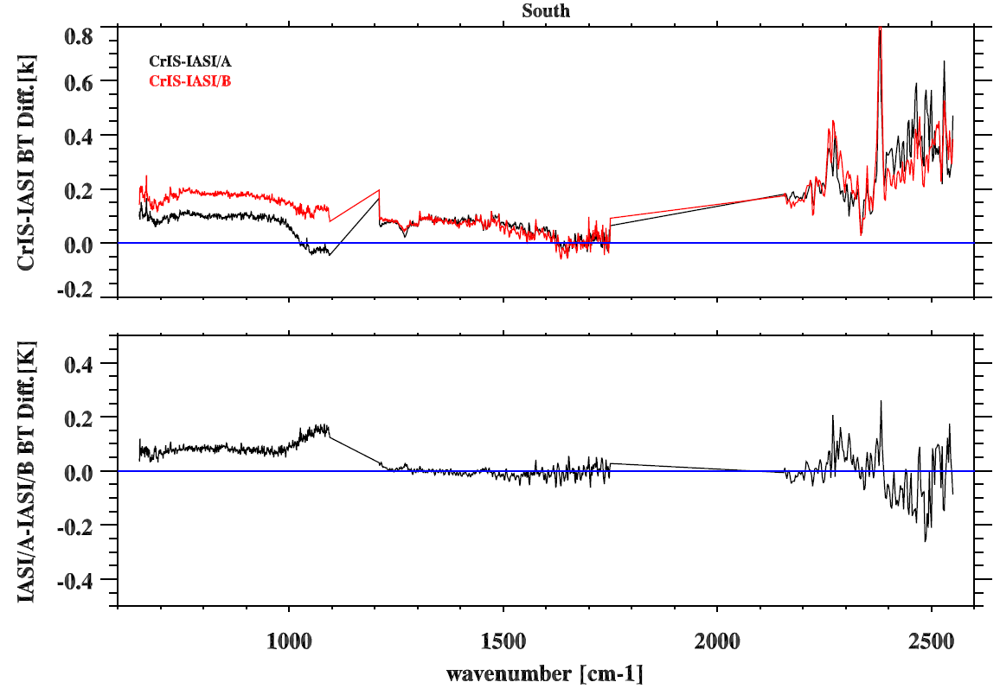 South
CrIS-IASI BT Diff.[k]
CrIS-IASI/A
CrIS-IASI/B
0.8
0.6
0.4
0.2
0.0
-0.2
IASI/A-IASI/B BT Diff.[K]
0.4
0.2
0.0
-0.2
-0.4
1000 1500 2000 2500
wavenumber [cm-1]